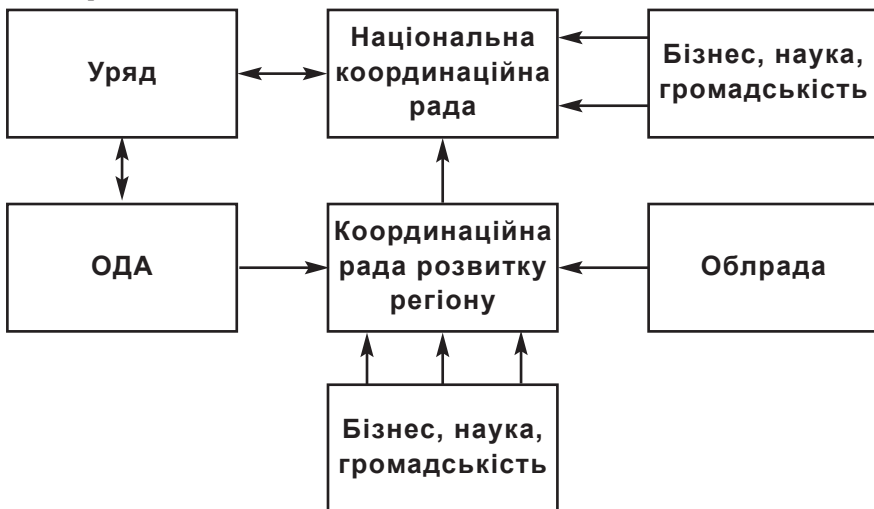 Уряд
Національна
координаційна
рада
Бізнес, наука,
громадськість
ОДА
Координаційна
рада розвитку
регіону
Облрада
Бізнес, наука,
громадськість